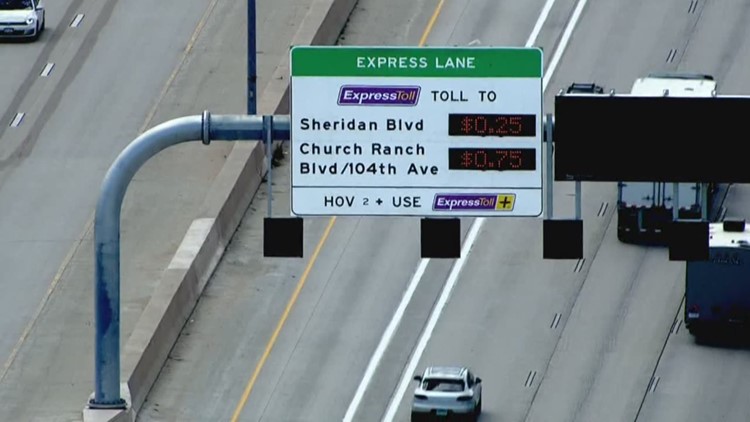 EXPRESS LANE
ExpressToll TOLL TO
Sheridan Blvd $0.25
Church Ranch
Blvd/104th Ave $0.75
HOV 2 + USE ExpressToll +